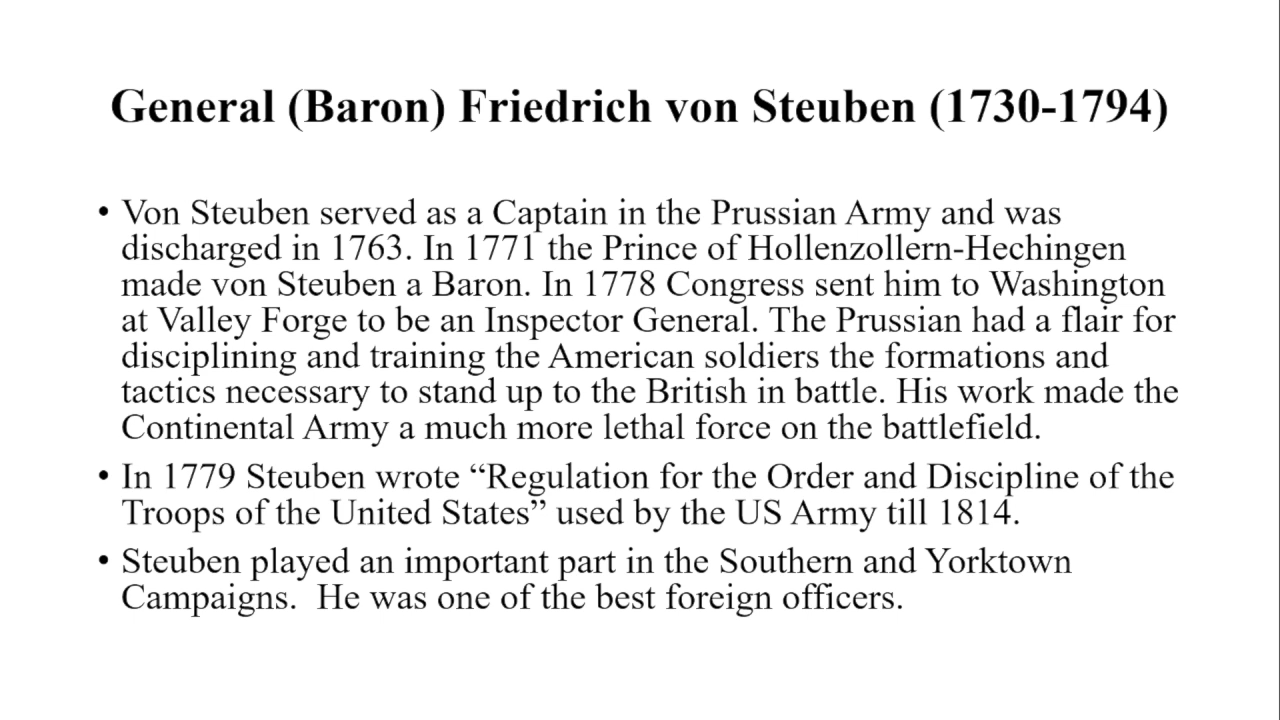 General (Baron) Friedrich von Steuben (1730-1794)
• Von Steuben served as a Captain in the Prussian Army and was
discharged in 1763. In 1771 the Prince of Hollenzollern-Hechingen
made von Steuben a Baron. In 1778 Congress sent him to Washington
at Valley Forge to be an Inspector General. The Prussian had a flair for
disciplining and training the American soldiers the formations and
tactics necessary to stand up to the British in battle. His work made the
Continental Army a much more lethal force on the battlefield.
• In 1779 Steuben wrote “Regulation for the Order and Discipline of the
Troops of the United States” used by the US Army till 1814.
• Steuben played an important part in the Southern and Yorktown
Campaigns.  He was one of the best foreign officers.